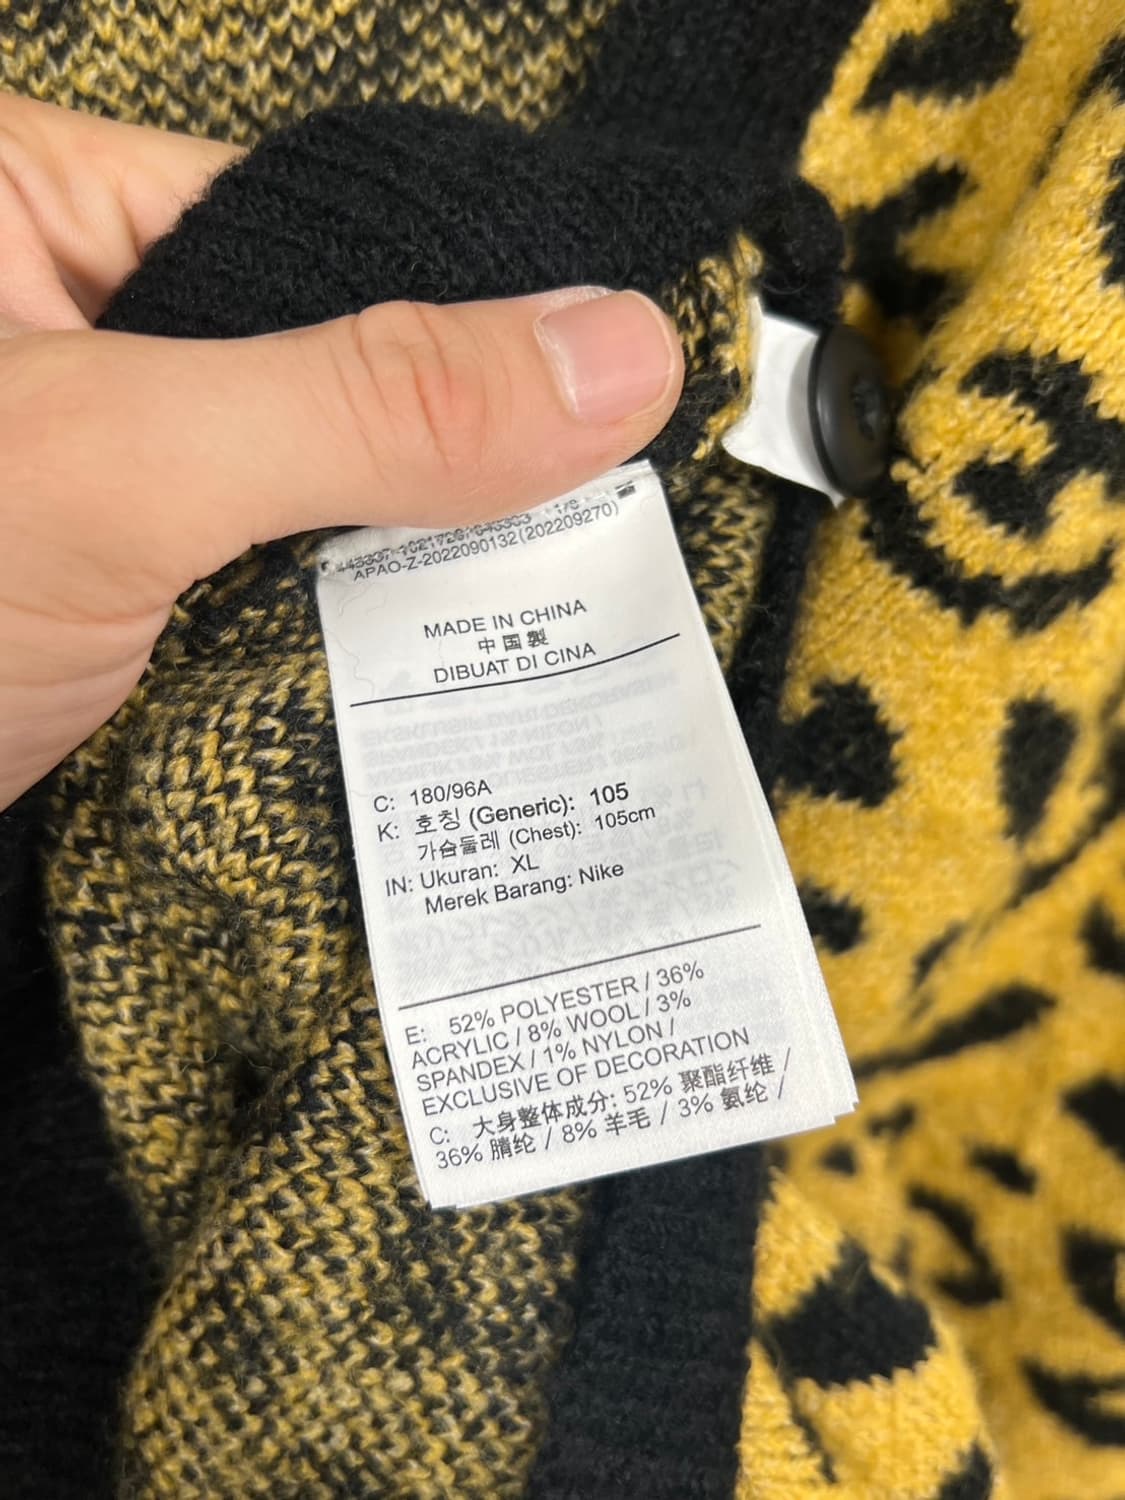 APAO-Z-2022090132(202209270)
MADE IN CHINA
中国製
DIBUAT DI CINA
C: 180/96A
K: 호칭 (Generic): 105
가슴둘레 (Chest): 105cm
IN: Ukuran: XL
Merek Barang: Nike
E: 52% POLYESTER / 36%
ACRYLIC / 8% WOOL / 3%
SPANDEX / 1% NYLON /
EXCLUSIVE OF DECORATION
C: 大身整体成分: 52% 聚酯纤维 /
36% 腈纶 / 8% 羊毛 / 3% 氨纶 /